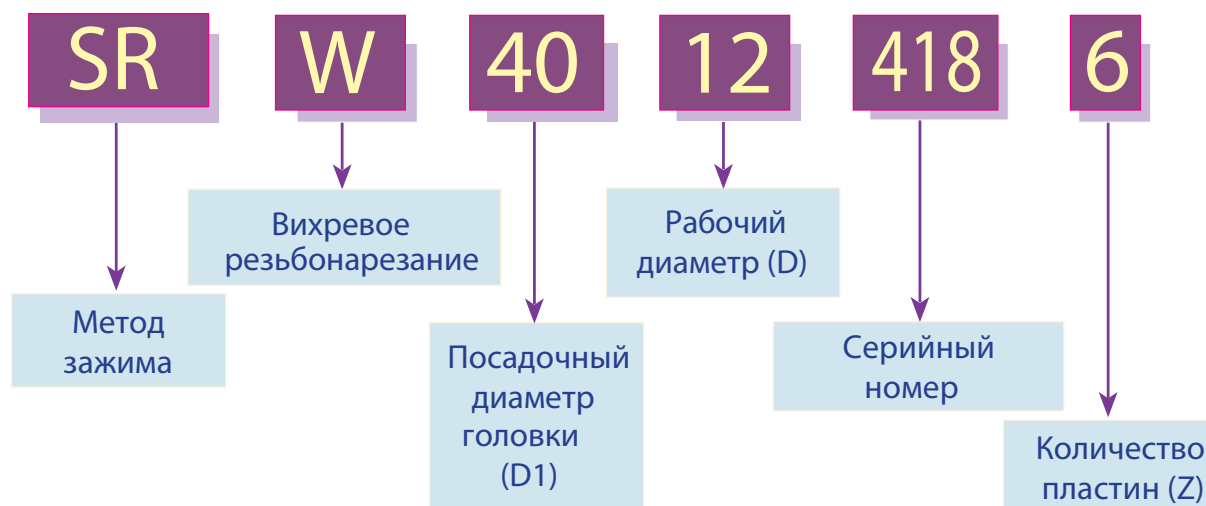 SR W 40 12 418 6
Вихревое
резьбонарезание
Рабочий
диаметр (D)
Метод
зажима
Посадочный
диаметр
головки
(D1)
Серийный
номер
Количество
пластин (Z)